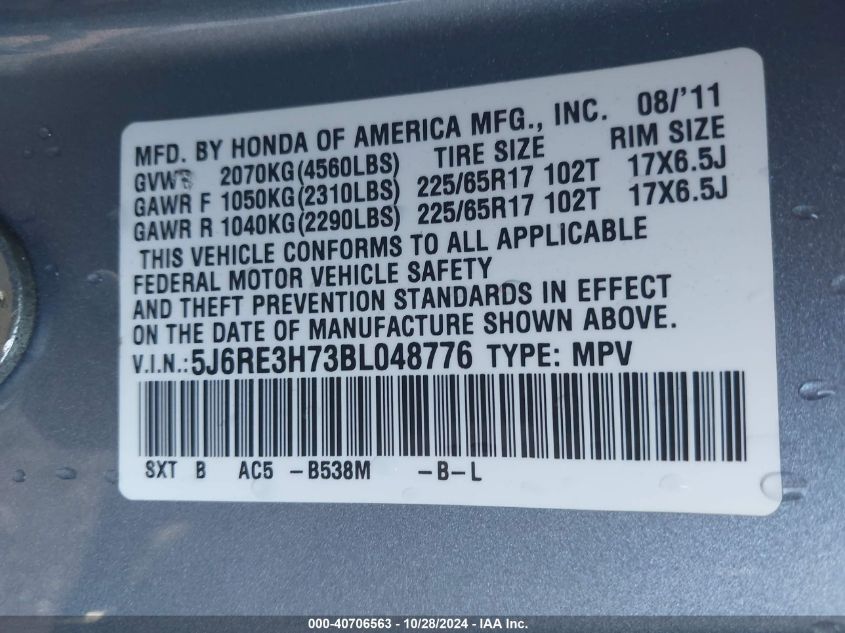 MFD. BY HONDA OF AMERICA MFG., INC. 08/'11
GVWR 2070KG(4560LBS) TIRE SIZE RIM SIZE
GAWR F 1050KG(2310LBS) 225/65R17 102T 17X6.5J
GAWR R 1040KG(2290LBS) 225/65R17 102T 17X6.5J
THIS VEHICLE CONFORMS TO ALL APPLICABLE
FEDERAL MOTOR VEHICLE SAFETY
AND THEFT PREVENTION STANDARDS IN EFFECT
ON THE DATE OF MANUFACTURE SHOWN ABOVE.
V.I.N.:5J6RE3H73BL048776 TYPE: MPV
SXT B AC5 -B538M -B-L
000-40706563 | 10/28/2024 - IAA Inc.